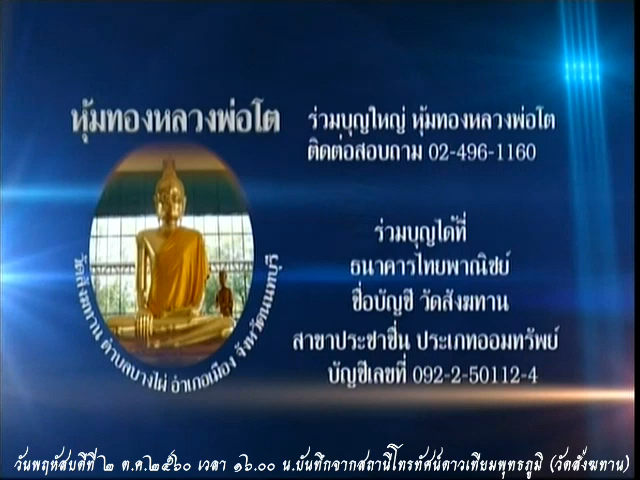 หุ้มทองหลวงพ่อโต
วัดสังฆทาน ตำบลบางไผ่ อำเภอเมือง จังหวัดนนทบุรี
ร่วมบุญใหญ่ หุ้มทองหลวงพ่อโต
ติดต่อสอบถาม 02-496-1160
ร่วมบุญได้ที่
ธนาคารไทยพาณิชย์
ชื่อบัญชี วัดสังฆทาน
สาขาประชาชื่น ประเภทออมทรัพย์
บัญชีเลขที่ 092-2-50112-4
วันพฤหัสบดีที่ ๒ ต.ค.๒๕๖๐ เวลา ๑๖.๐๐ น.บันทึกจากสถานีโทรทัศน์ดาวเทียมพุทธภูมิ (วัดสังฆทาน)